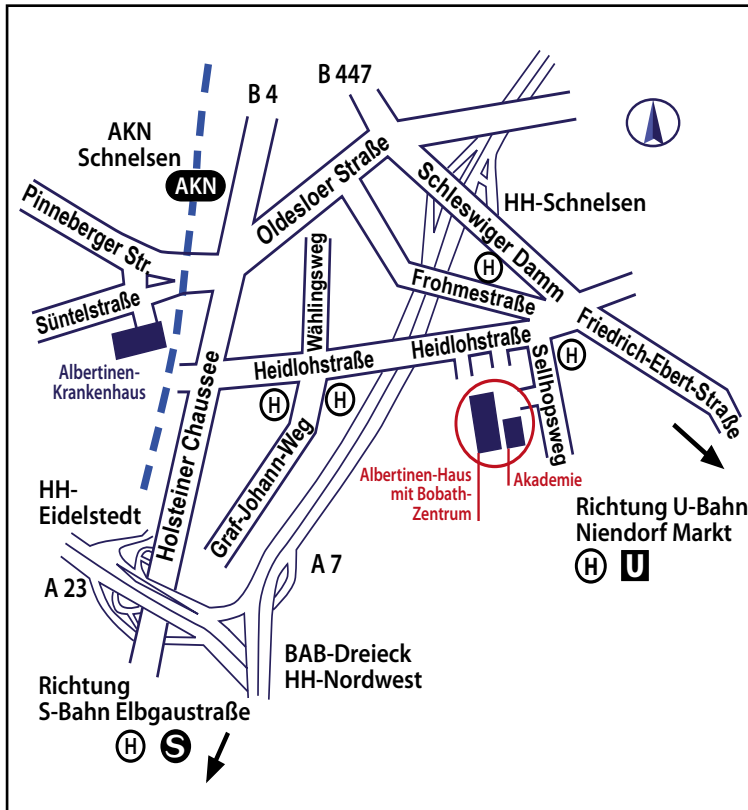 B 447
B 4
AKN
Schnelsen
AKN
Oldesloer Straße
Schleswiger Damm
HH-Schnelsen
Pinneberger Str.
H
Wählingsweg
Frohmestraße
Süntelstraße
Heidlohstraße
Heidlohstraße
Friedrich-Ebert-Straße
Albertinen-
Krankenhaus
H
Sellhopsweg
H
H
Holsteiner Chaussee
Graf-Johann-Weg
Albertinen-Haus
mit Bobath-
Zentrum
Akademie
HH-
Eidelstedt
Richtung U-Bahn
Niendorf Markt
H U
A 7
A 23
BAB-Dreieck
HH-Nordwest
Richtung
S-Bahn Elbgaustraße
H S